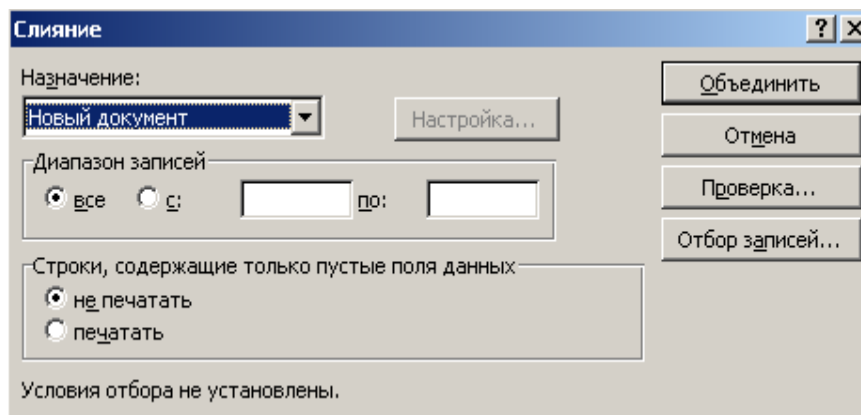 Слияние
Назначение:
Новый документ
Настройка...
Диапазон записей
все с: по:
Строки, содержащие только пустые поля данных
не печатать
печатать
Условия отбора не установлены.
Объединить
Отмена
Проверка...
Отбор записей...